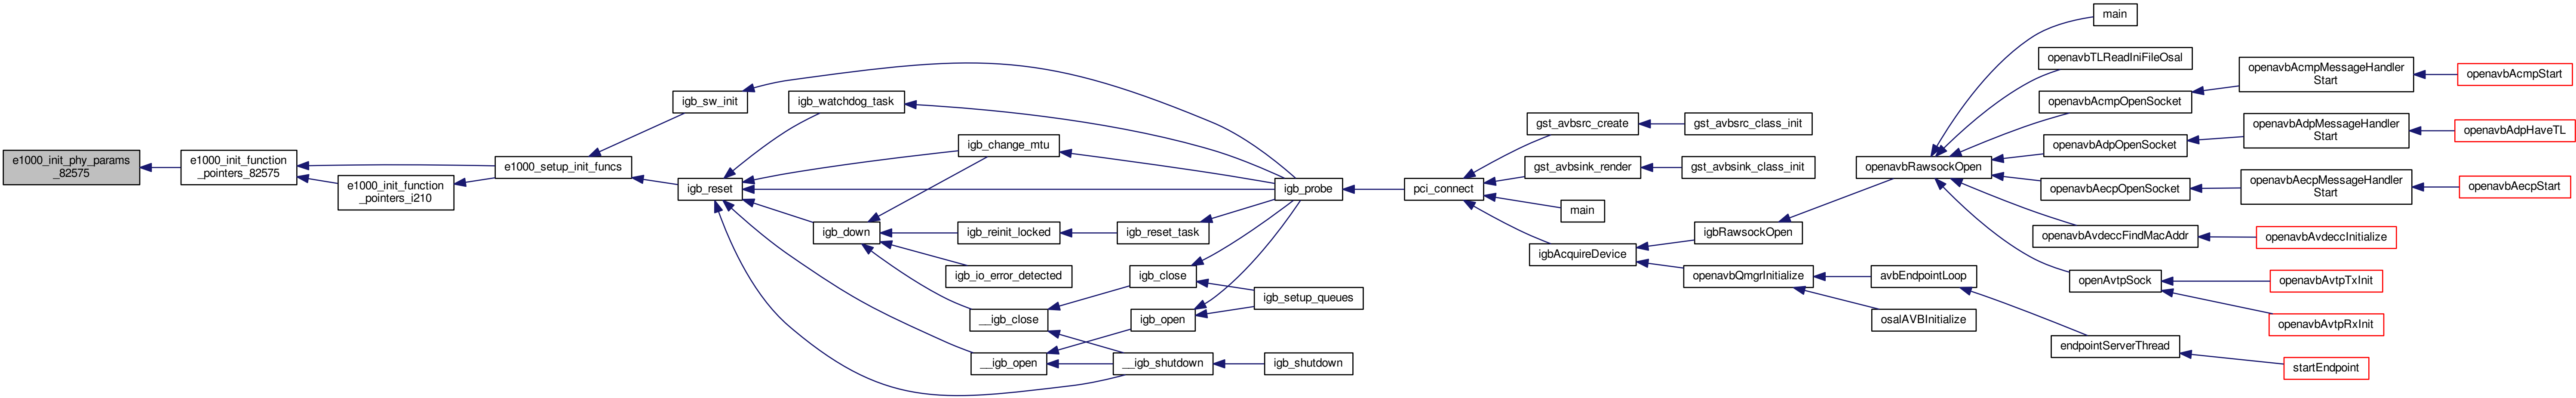 e1000_init_phy_params
_82575
e1000_init_function
_pointers_82575
e1000_init_function
_pointers_i210
e1000_setup_init_funcs
igb_sw_init
igb_reset
igb_watchdog_task
igb_change_mtu
igb_down
igb_reinit_locked
igb_io_error_detected
__igb_close
__igb_open
igb_reset_task
igb_close
igb_open
__igb_shutdown
igb_probe
igb_setup_queues
igb_shutdown
pci_connect
gst_avbsrc_create
gst_avbsrc_class_init
gst_avbsink_render
gst_avbsink_class_init
main
igbAcquireDevice
igbRawsockOpen
openavbQmgrInitialize
avbEndpointLoop
osalAVBInitialize
openavbRawsockOpen
main
openavbTLReadIniFileOsal
openavbAcmpOpenSocket
openavbAcmpMessageHandler
Start
openavbAcmpStart
openavbAdpOpenSocket
openavbAdpMessageHandler
Start
openavbAdpHaveTL
openavbAecpOpenSocket
openavbAecpMessageHandler
Start
openavbAecpStart
openavbAvdeccFindMacAddr
openavbAvdeccInitialize
openAvtpSock
openavbAvtpTxInit
openavbAvtpRxInit
endpointServerThread
startEndpoint